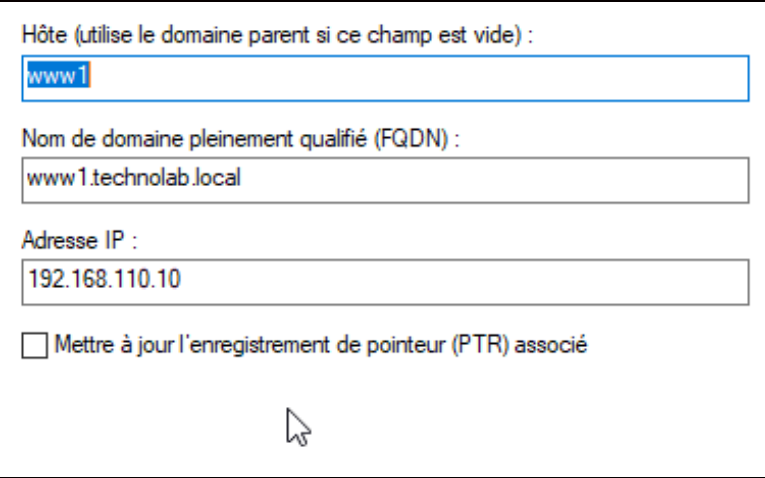 Hôte (utilise le domaine parent si ce champ est vide) :
www1
Nom de domaine pleinement qualifié (FQDN) :
www1.technolab.local
Adresse IP :
192.168.110.10
Mettre à jour l'enregistrement de pointeur (PTR) associé